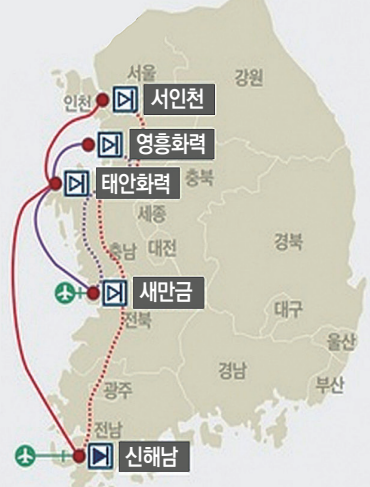 서울
강원
인천
서인천
영흥화력
태안화력
충북
세종
충남
대전
경북
새만금
전북
대구
울산
경남
부산
광주
전남
신해남